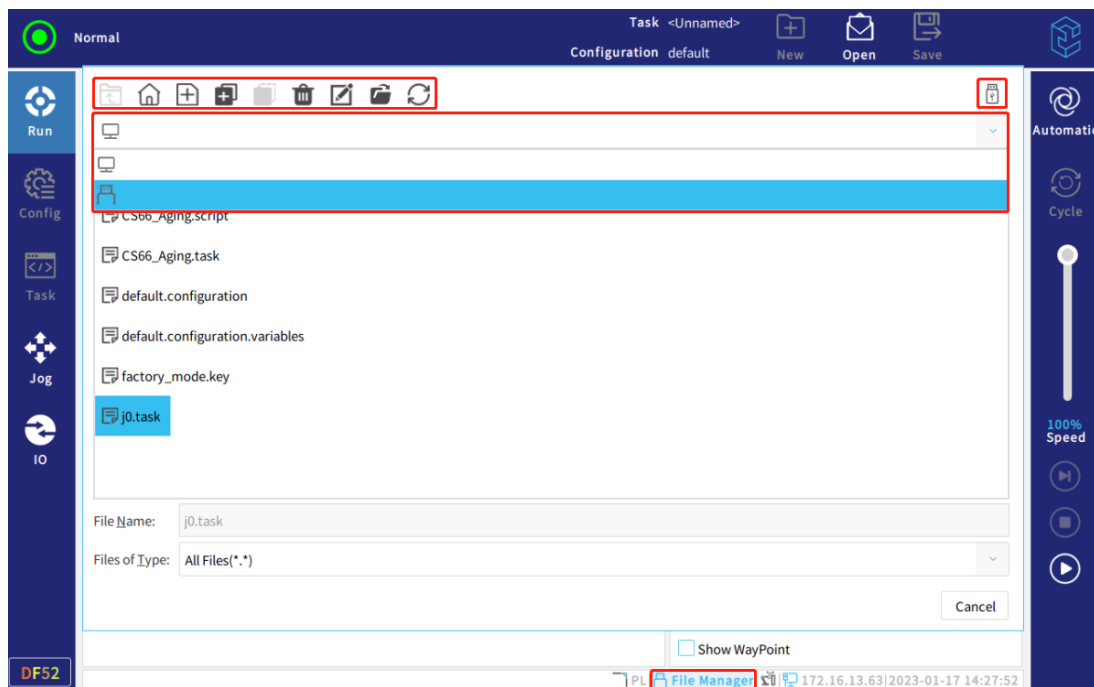 Normal
Task <Unnamed>
Configuration default
New
Open
Save
Run
Config
Task
Jog
IO
DF52
CS66_Aging.script
CS66_Aging.task
default.configuration
default.configuration.variables
factory_mode.key
j0.task
File Name: j0.task
Files of Type: All Files(*.*)
Cancel
Show WayPoint
Automatic
Cycle
100%
Speed
PL File Manager 172.16.13.63 2023-01-17 14:27:52